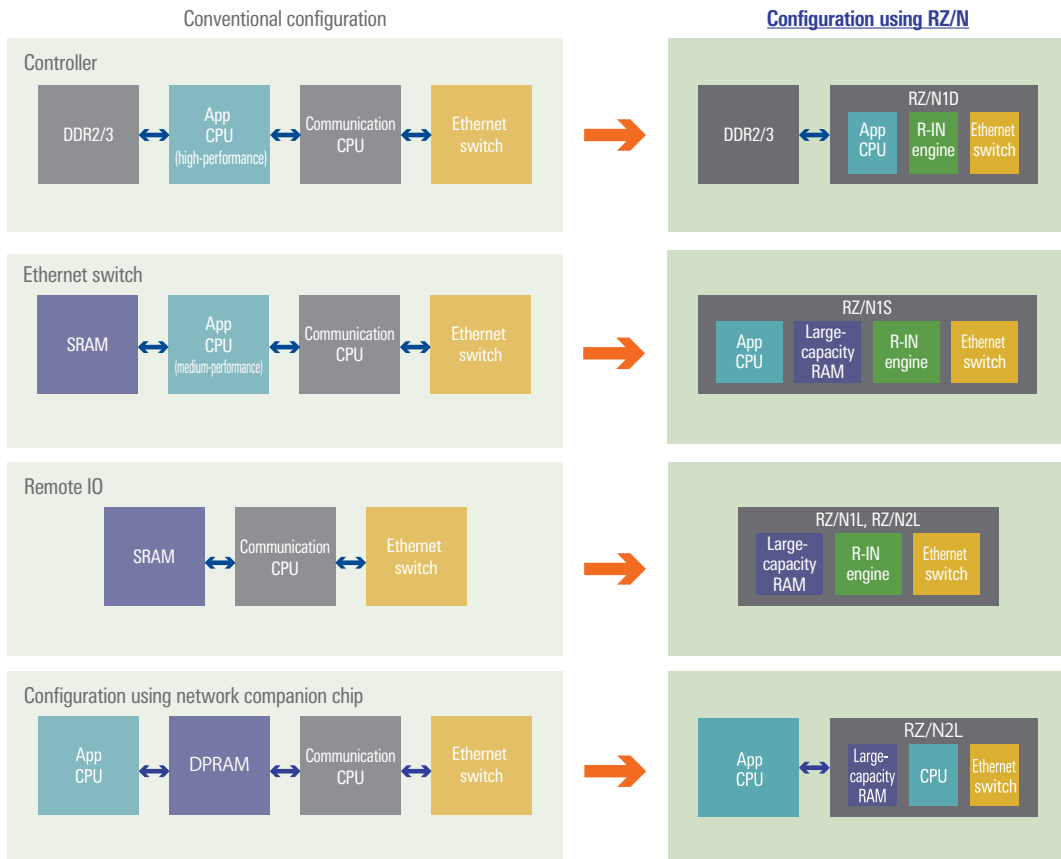 Conventional configuration
Configuration using RZ/N
Controller
DDR2/3
App
CPU
(high-performance)
Communication
CPU
Ethernet
switch
DDR2/3
RZ/N1D
App
CPU
R-IN
engine
Ethernet
switch
Ethernet switch
SRAM
App
CPU
(medium-performance)
Communication
CPU
Ethernet
switch
RZ/N1S
App
CPU
Large-
capacity
RAM
R-IN
engine
Ethernet
switch
Remote IO
SRAM
Communication
CPU
Ethernet
switch
RZ/N1L, RZ/N2L
Large-
capacity
RAM
R-IN
engine
Ethernet
switch
Configuration using network companion chip
App
CPU
DPRAM
Communication
CPU
Ethernet
switch
App
CPU
RZ/N2L
Large-
capacity
RAM
CPU
Ethernet
switch